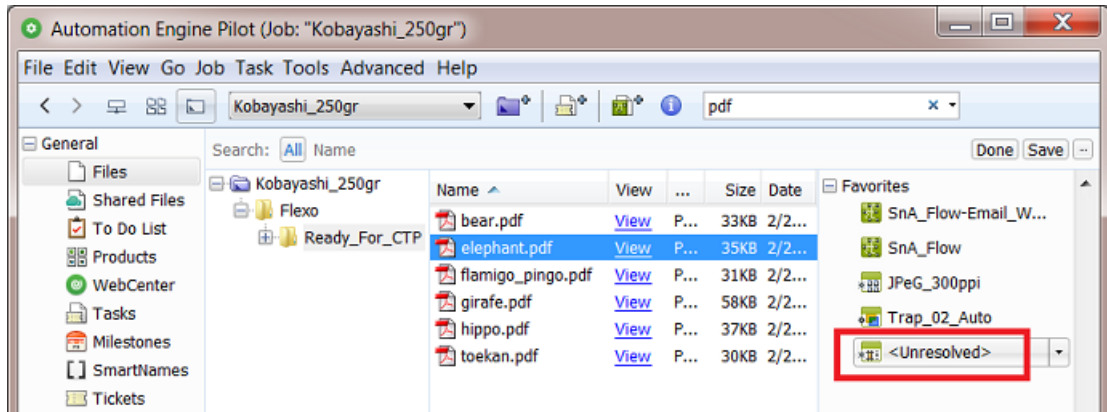 Automation Engine Pilot (Job: "Kobayashi_250gr")
File Edit View Go Job Task Tools Advanced Help
Kobayashi_250gr
pdf
General
Files
Shared Files
To Do List
Products
WebCenter
Tasks
Milestones
SmartNames
Tickets
Search: All Name
Done Save ...
Kobayashi_250gr
Flexo
Ready_For_CTP
Name View ... Size Date
bear.pdf View P... 33KB 2/2...
elephant.pdf View P... 35KB 2/2...
flamigo_pingo.pdf View P... 31KB 2/2...
girafe.pdf View P... 58KB 2/2...
hippo.pdf View P... 37KB 2/2...
toekan.pdf View P... 30KB 2/2...
Favorites
SnA_Flow-Email_W...
SnA_Flow
JPeG_300ppi
Trap_02_Auto
<Unresolved>